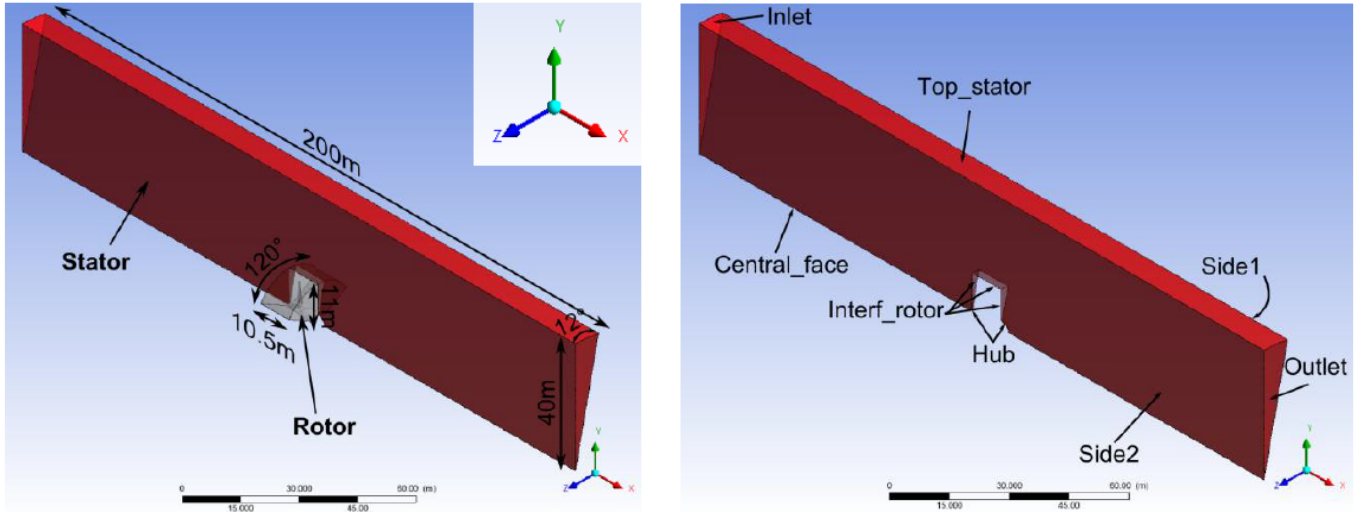 Y
Z
X
200m
Stator
120°
11m
10.5m
Rotor
12°
40m
Y
Z
X
0
30.000
60.00
(m)
15.000
45.00
Inlet
Top_stator
Central_face
Side1
Interf_rotor
Hub
Outlet
Side2
Y
Z
X
0
30.000
60.00
(m)
15.000
45.00